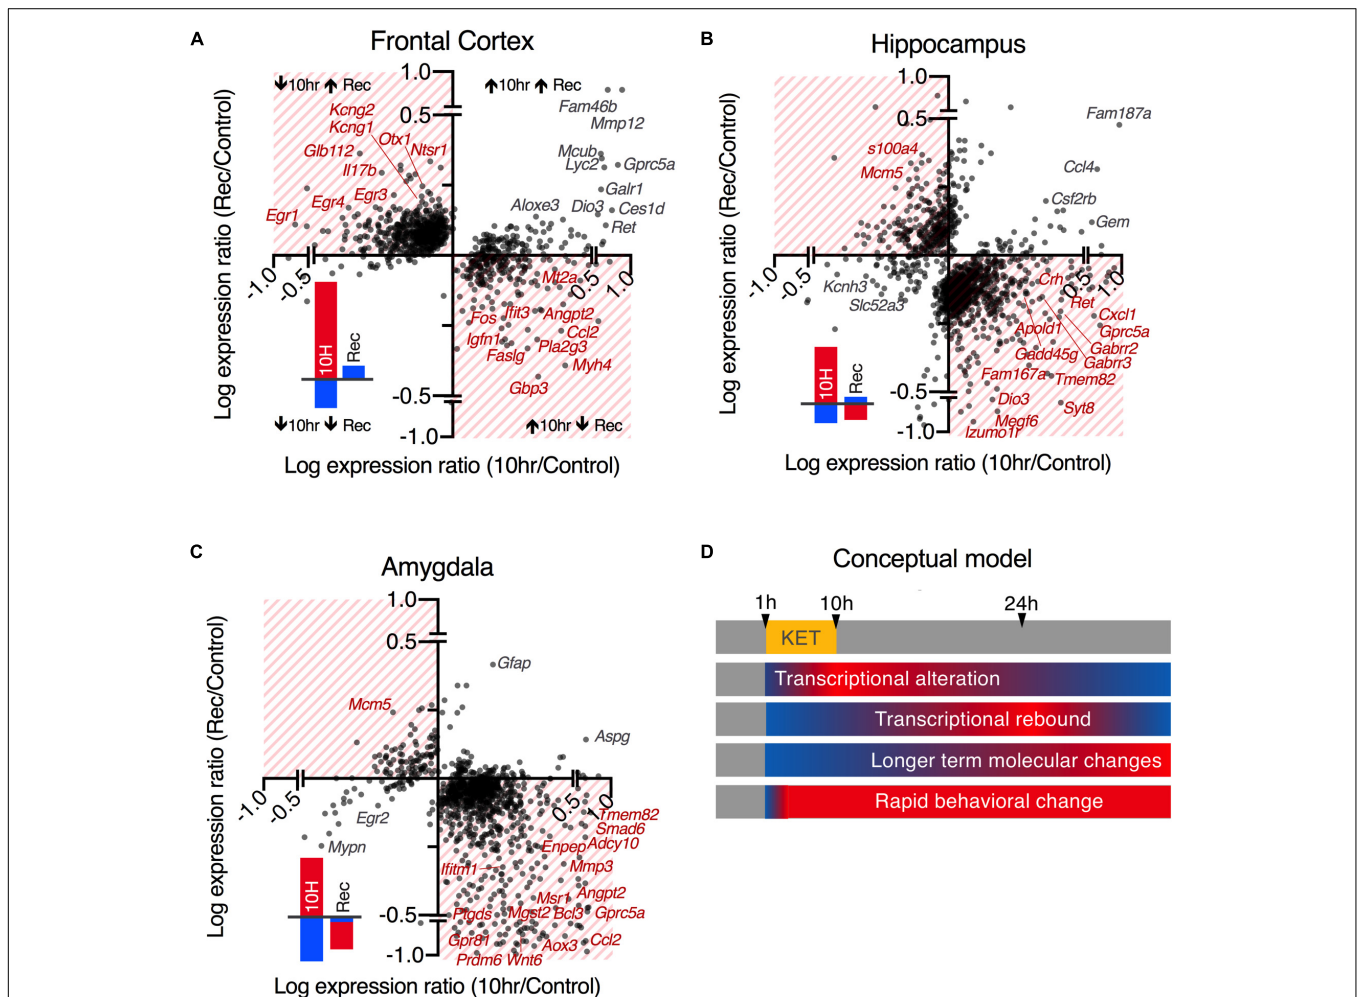 A
Frontal Cortex
10hr Rec
10hr Rec
1.0
0.5
-0.5
-1.0
-1.0
-0.5
0.5
1.0
Kcng2
Kcng1
Otx1
Ntsr1
Glb112
Il17b
Egr4
Egr3
Egr1
Fam46b
Mmp12
Mcub
Lyc2
Gprc5a
Galr1
Aloxe3
Dio3
Ces1d
Ret
Mt2a
Fos
Ifit3
Angpt2
Igfn1
Ccl2
Faslg
Pla2g3
Myh4
Gbp3
10H
Rec
10hr Rec
10hr Rec
Log expression ratio (Rec/Control)
Log expression ratio (10hr/Control)
B
Hippocampus
1.0
0.5
-0.5
-1.0
-1.0
-0.5
0.5
1.0
Fam187a
s100a4
Mcm5
Ccl4
Csf2rb
Gem
Kcnh3
Slc52a3
Crh
Ret
Cxcl1
Apold1
Gprc5a
Gadd45g
Gabrr2
Gabrr3
Fam167a
Tmem82
Dio3
Syt8
Megf6
Izumo1r
10H
Rec
Log expression ratio (Rec/Control)
Log expression ratio (10hr/Control)
C
Amygdala
1.0
0.5
-0.5
-1.0
-1.0
-0.5
0.5
1.0
Gfap
Mcm5
Aspg
Egr2
Mypn
Tmem82
Smad6
Enpep
Adcy10
Ifitm1
Mmp3
Msr1
Angpt2
Ptgds
Mgst2
Bcl3
Gprc5a
Gpr81
Aox3
Ccl2
Prdm6
Wnt6
10H
Rec
Log expression ratio (Rec/Control)
Log expression ratio (10hr/Control)
D
Conceptual model
1h
10h
24h
KET
Transcriptional alteration
Transcriptional rebound
Longer term molecular changes
Rapid behavioral change